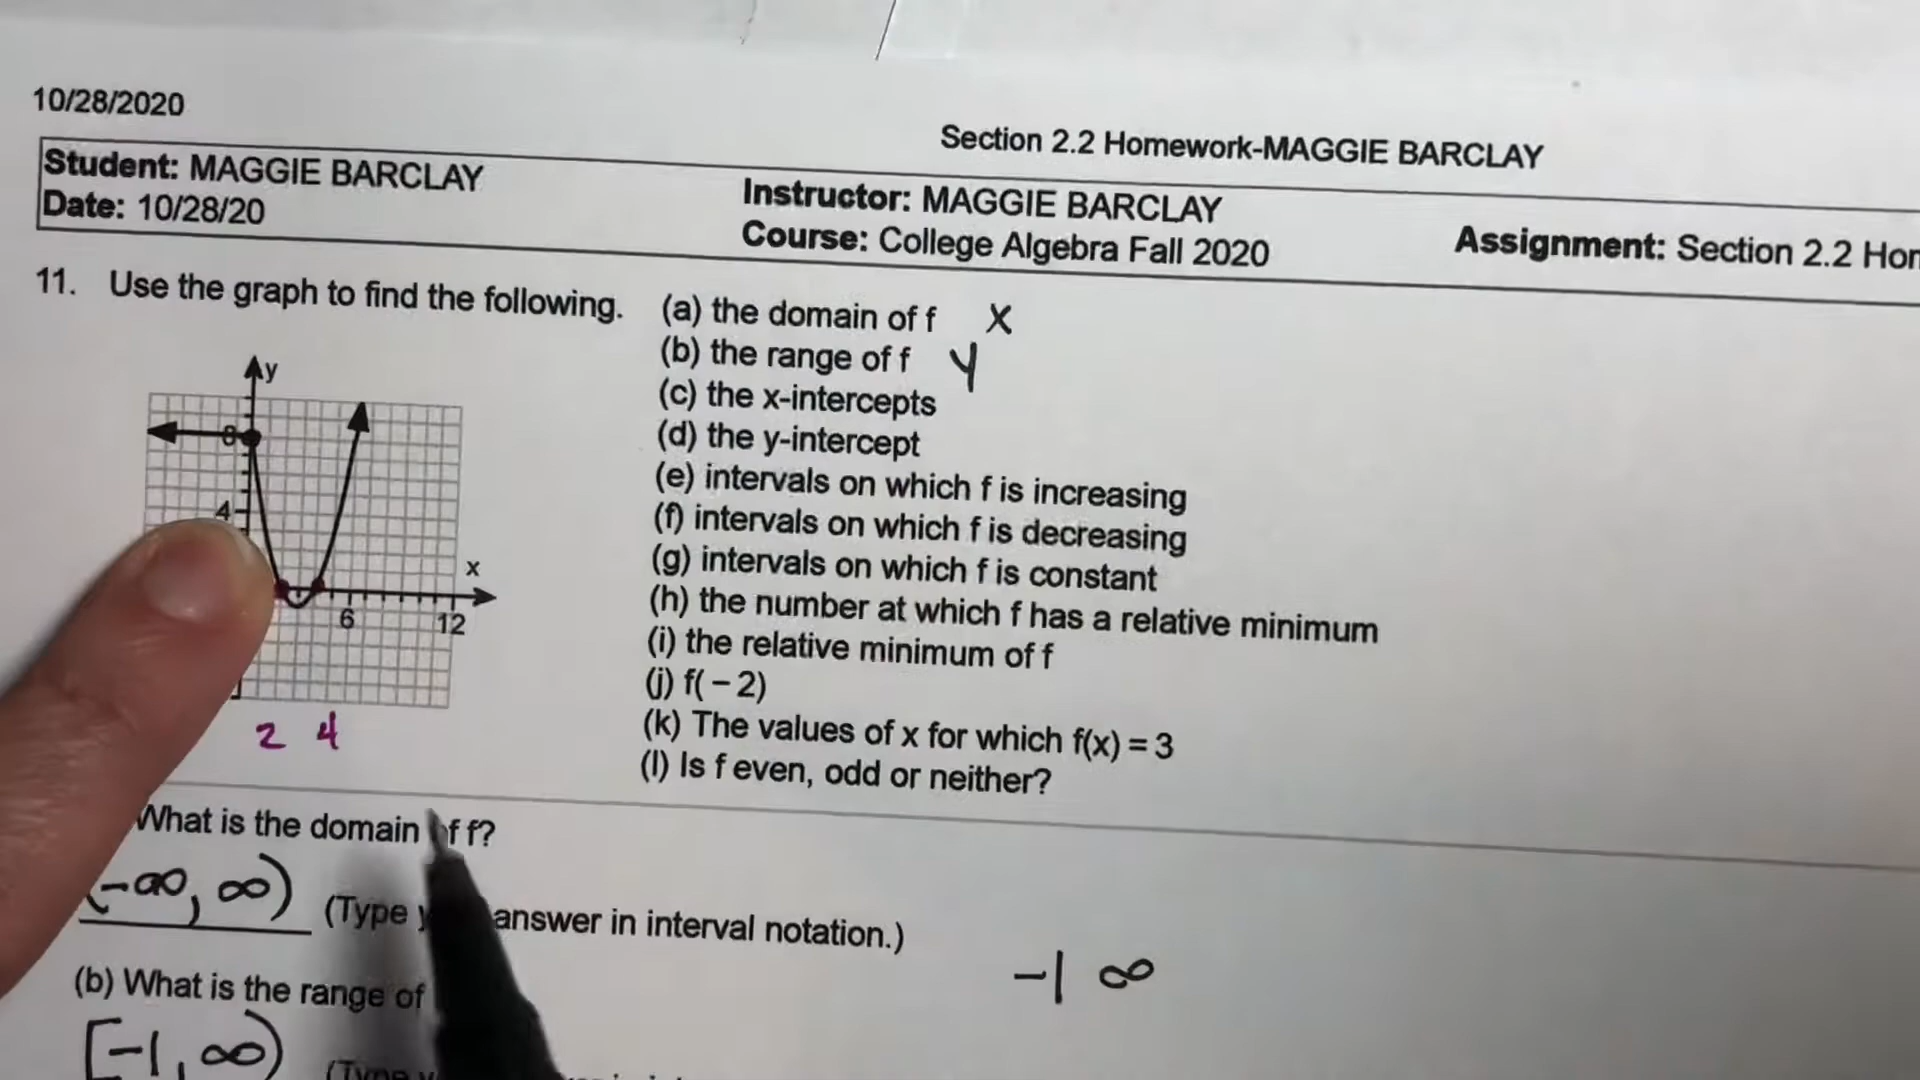 10/28/2020
Section 2.2 Homework-MAGGIE BARCLAY
Student: MAGGIE BARCLAY
Date: 10/28/20
Instructor: MAGGIE BARCLAY
Course: College Algebra Fall 2020
Assignment: Section 2.2 Hor
11. Use the graph to find the following.
(a) the domain of f X
(b) the range of f y
(c) the x-intercepts
(d) the y-intercept
(e) intervals on which f is increasing
(f) intervals on which f is decreasing
(g) intervals on which f is constant
(h) the number at which f has a relative minimum
(i) the relative minimum of f
(j) f( − 2)
(k) The values of x for which f(x) = 3
(l) Is f even, odd or neither?
y
8
4
x
6 12
2 4
What is the domain of f?
(-∞, ∞) (Type answer in interval notation.)
-1 ∞
(b) What is the range of
[-1, ∞) (Type